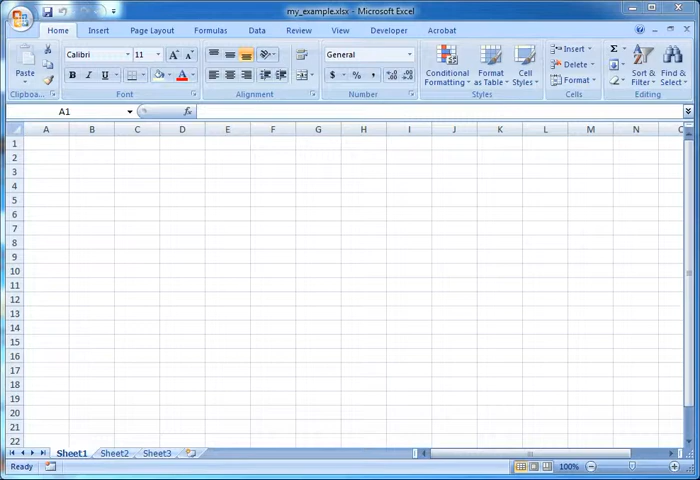 my_example.xlsx - Microsoft Excel
Home Insert Page Layout Formulas Data Review View Developer Acrobat
Calibri 11 General Insert Σ
Paste B I U A $ % , Conditional Formatting Format as Table Cell Styles Delete Sort & Filter Find & Select
Format
Clipboard... Font Alignment Number Styles Cells Editing
A1 fx
A B C D E F G H I J K L M N
1
2
3
4
5
6
7
8
9
10
11
12
13
14
15
16
17
18
19
20
21
22
Sheet1 Sheet2 Sheet3
Ready 100%